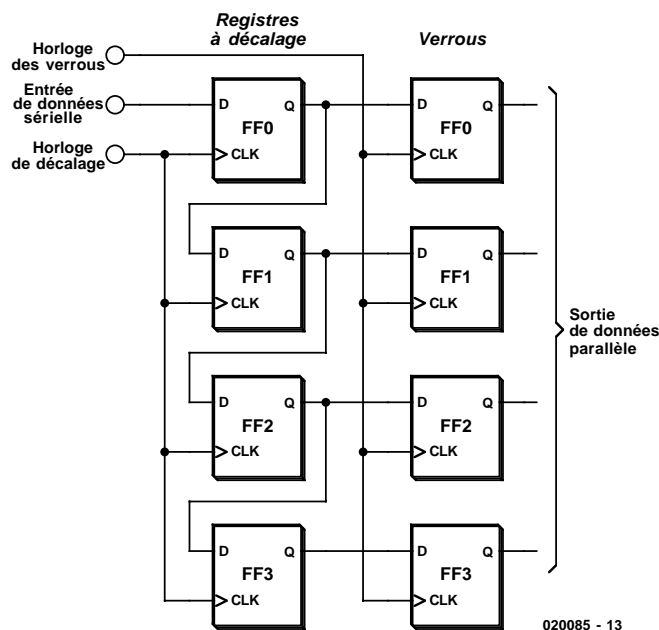 Registres
à décalage
Verrous
Horloge
des verrous
Entrée
de données
sérielle
Horloge
de décalage
D Q
FF0
CLK
D Q
FF0
CLK
D Q
FF1
CLK
D Q
FF1
CLK
Sortie
de données
parallèle
D Q
FF2
CLK
D Q
FF2
CLK
D Q
FF3
CLK
D Q
FF3
CLK
020085 - 13